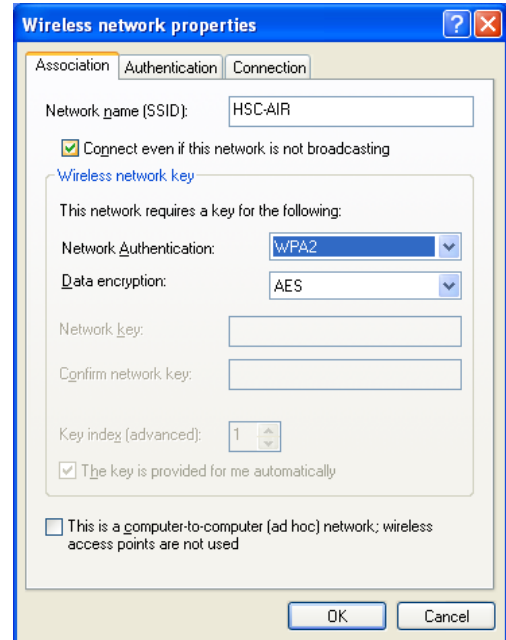 Wireless network properties
Association Authentication Connection
Network name (SSID): HSC-AIR
Connect even if this network is not broadcasting
Wireless network key
This network requires a key for the following:
Network Authentication: WPA2
Data encryption: AES
Network key:
Confirm network key:
Key index (advanced): 1
The key is provided for me automatically
This is a computer-to-computer (ad hoc) network; wireless
access points are not used
OK Cancel